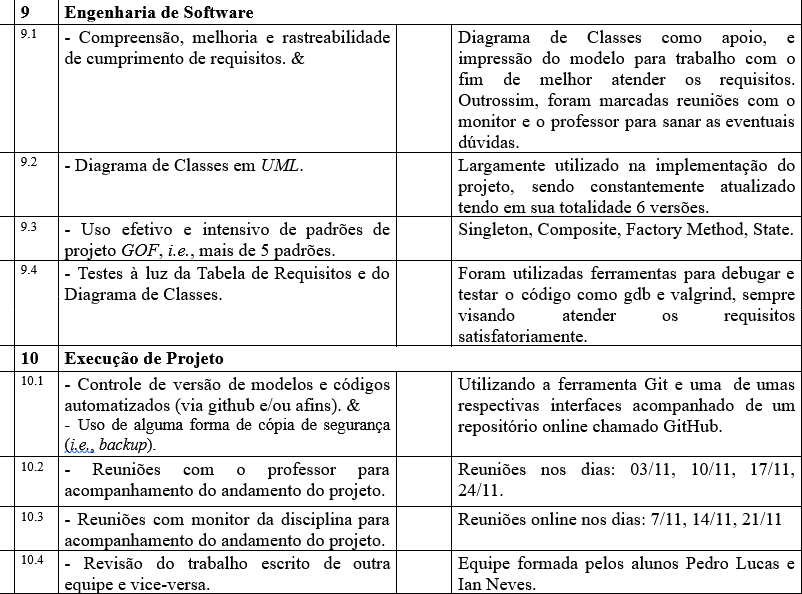 9 Engenharia de Software
9.1 - Compreensão, melhoria e rastreabilidade
de cumprimento de requisitos. &
Diagrama de Classes como apoio, e
impressão do modelo para trabalho com o
fim de melhor atender os requisitos.
Outrossim, foram marcadas reuniões com o
monitor e o professor para sanar as eventuais
dúvidas.
9.2 - Diagrama de Classes em UML.
Largamente utilizado na implementação do
projeto, sendo constantemente atualizado
tendo em sua totalidade 6 versões.
9.3 - Uso efetivo e intensivo de padrões de
projeto GOF, i.e., mais de 5 padrões.
Singleton, Composite, Factory Method, State.
9.4 - Testes à luz da Tabela de Requisitos e do
Diagrama de Classes.
Foram utilizadas ferramentas para debugar e
testar o código como gdb e valgrind, sempre
visando atender os requisitos
satisfatoriamente.
10 Execução de Projeto
10.1 - Controle de versão de modelos e códigos
automatizados (via github e/ou afins). &
- Uso de alguma forma de cópia de segurança
(i.e., backup).
Utilizando a ferramenta Git e uma de umas
respectivas interfaces acompanhado de um
repositório online chamado GitHub.
10.2 - Reuniões com o professor para
acompanhamento do andamento do projeto.
Reuniões nos dias: 03/11, 10/11, 17/11,
24/11.
10.3 - Reuniões com monitor da disciplina para
acompanhamento do andamento do projeto.
Reuniões online nos dias: 7/11, 14/11, 21/11
10.4 - Revisão do trabalho escrito de outra
equipe e vice-versa.
Equipe formada pelos alunos Pedro Lucas e
Ian Neves.